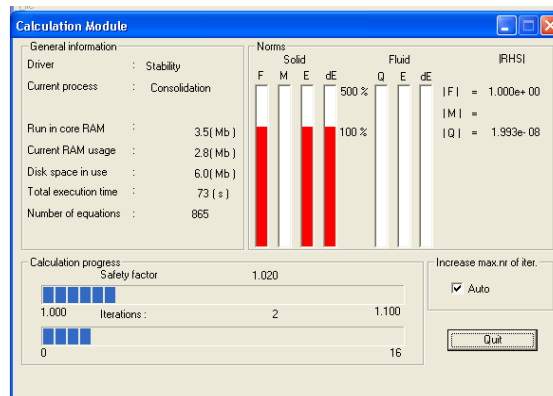 Calculation Module
General information
Driver : Stability
Current process : Consolidation
Run in core RAM : 3.5( Mb )
Current RAM usage : 2.8( Mb )
Disk space in use : 6.0( Mb )
Total execution time : 73 ( s )
Number of equations : 865
Norms
Solid Fluid |RHS|
F M E dE Q E dE
500 % | F | = 1.000e+ 00
| M | =
100 % | Q | = 1.993e- 08
Calculation progress
Safety factor 1.020
1.000 Iterations : 2 1.100
0 16
Increase max.nr of iter.
Auto
Quit